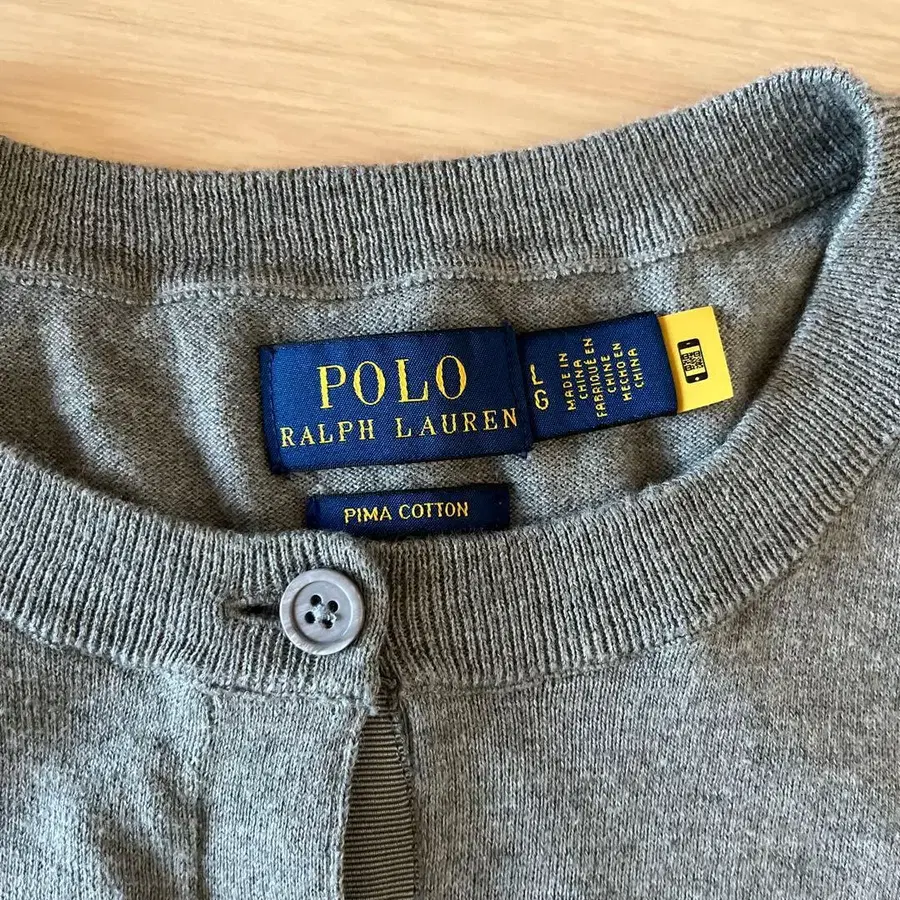 POLO
RALPH LAUREN
L
G
MADE IN
CHINA
FABRIQUÉ EN
CHINE
HECHO EN
CHINA
PIMA COTTON